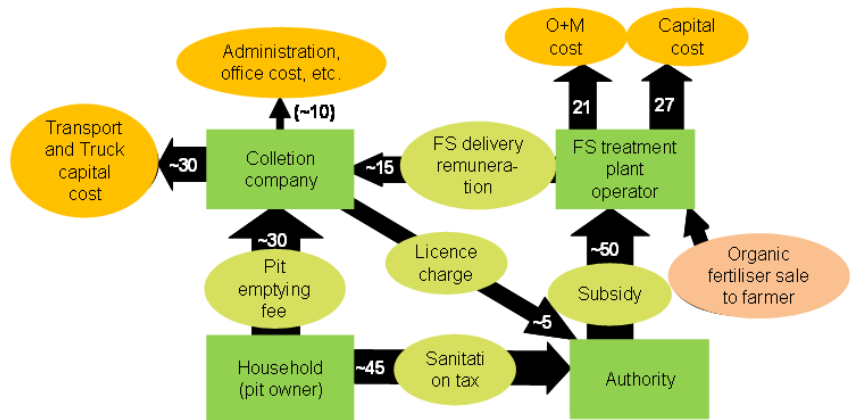 O+M
cost
Capital
cost
Administration,
office cost, etc.
21
27
(~10)
Transport
and Truck
capital
cost
~30
Colletion
company
~15
FS delivery
remunera-
tion
FS treatment
plant
operator
~30
Pit
emptying
fee
Licence
charge
~5
~50
Subsidy
Organic
fertiliser sale
to farmer
Household
(pit owner)
~45
Sanitati
on tax
Authority